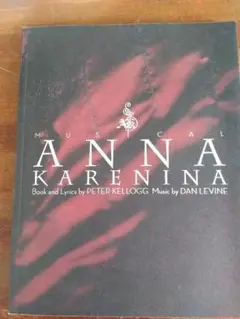 MUSICAL
ANNA
KARENINA
Book and Lyrics by PETER KELLOGG Music by DAN LEVINE